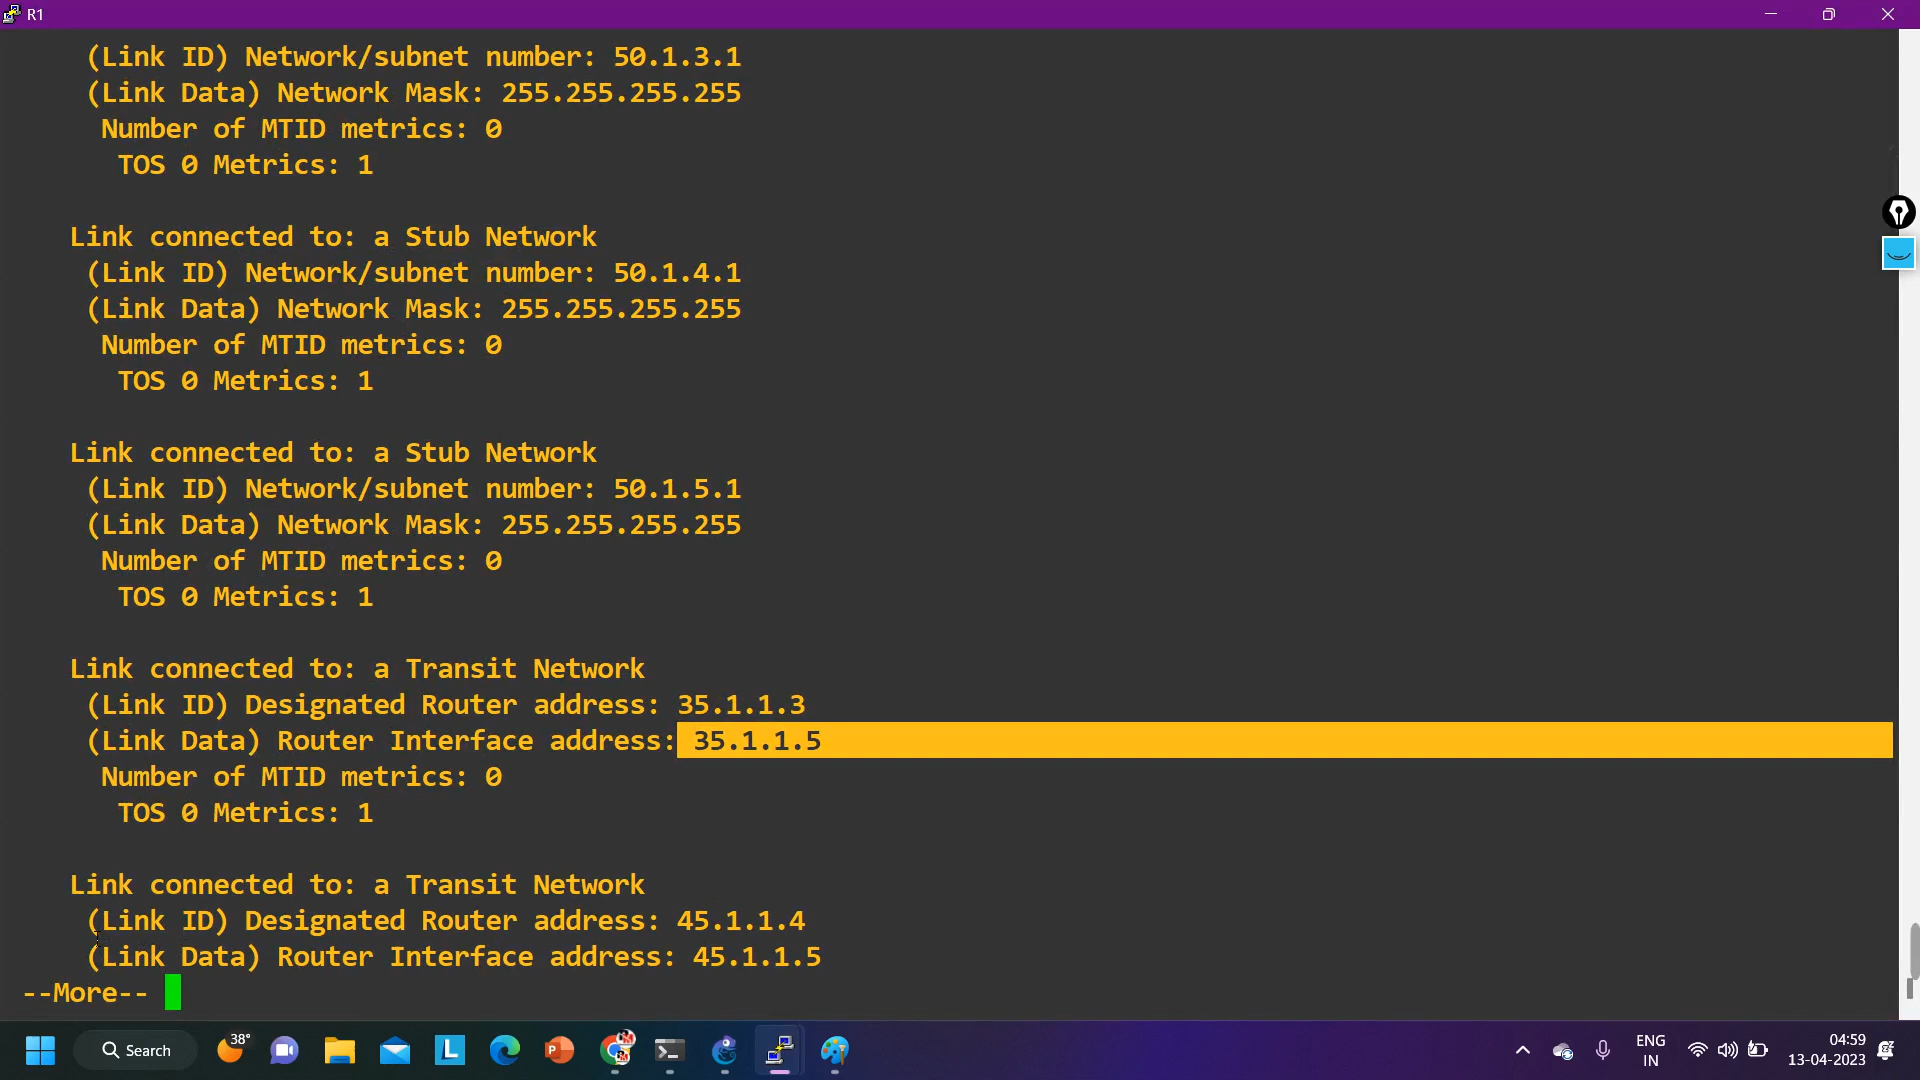 R1
(Link ID) Network/subnet number: 50.1.3.1
(Link Data) Network Mask: 255.255.255.255
Number of MTID metrics: 0
TOS 0 Metrics: 1
Link connected to: a Stub Network
(Link ID) Network/subnet number: 50.1.4.1
(Link Data) Network Mask: 255.255.255.255
Number of MTID metrics: 0
TOS 0 Metrics: 1
Link connected to: a Stub Network
(Link ID) Network/subnet number: 50.1.5.1
(Link Data) Network Mask: 255.255.255.255
Number of MTID metrics: 0
TOS 0 Metrics: 1
Link connected to: a Transit Network
(Link ID) Designated Router address: 35.1.1.3
(Link Data) Router Interface address: 35.1.1.5
Number of MTID metrics: 0
TOS 0 Metrics: 1
Link connected to: a Transit Network
(Link ID) Designated Router address: 45.1.1.4
(Link Data) Router Interface address: 45.1.1.5
--More--
Search
38°
L
P
ENG
IN
04:59
13-04-2023